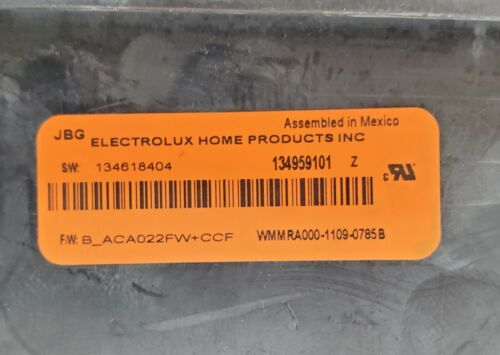 JBG Assembled in Mexico
ELECTROLUX HOME PRODUCTS INC
S/W: 134618404 134959101 Z
F/W: B_ACA022FW+CCF WMMRA000-1109-0785B